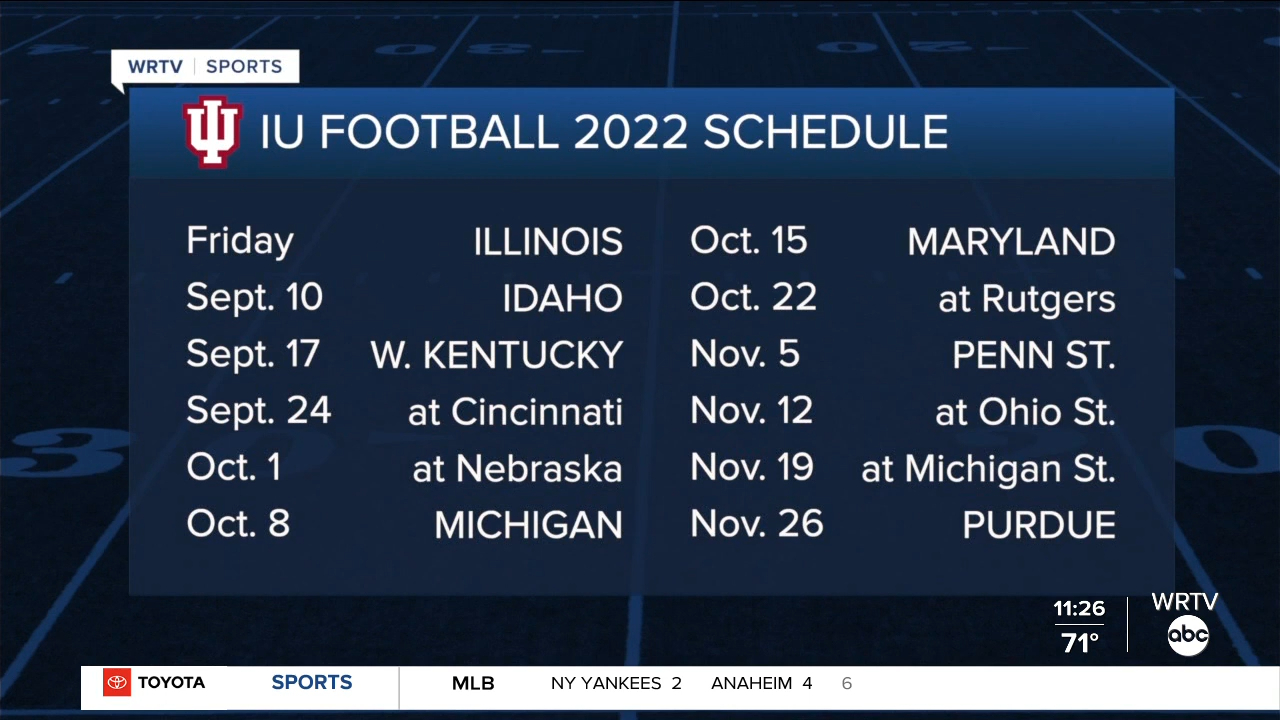 WRTV | SPORTS
IU FOOTBALL 2022 SCHEDULE
Friday ILLINOIS
Sept. 10 IDAHO
Sept. 17 W. KENTUCKY
Sept. 24 at Cincinnati
Oct. 1 at Nebraska
Oct. 8 MICHIGAN
Oct. 15 MARYLAND
Oct. 22 at Rutgers
Nov. 5 PENN ST.
Nov. 12 at Ohio St.
Nov. 19 at Michigan St.
Nov. 26 PURDUE
11:26
71°
WRTV
abc
TOYOTA SPORTS MLB NY YANKEES 2 ANAHEIM 4 6